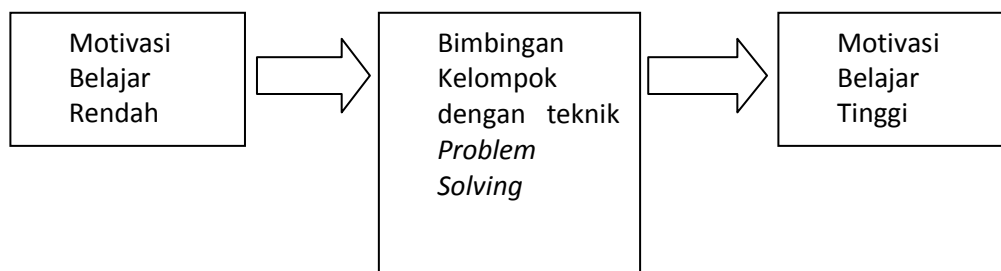 Motivasi
Belajar
Rendah
Bimbingan
Kelompok
dengan teknik
Problem
Solving
Motivasi
Belajar
Tinggi